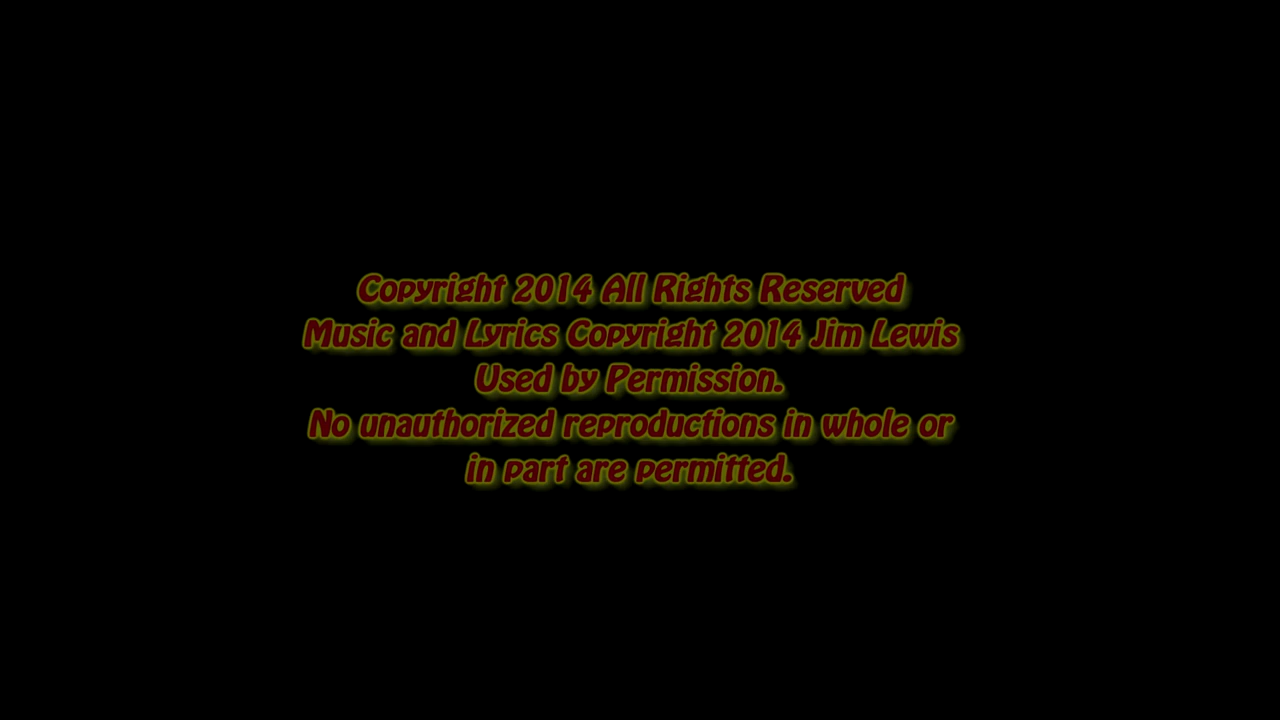 Copyright 2014 All Rights Reserved
Music and Lyrics Copyright 2014 Jim Lewis
Used by Permission.
No unauthorized reproductions in whole or
in part are permitted.